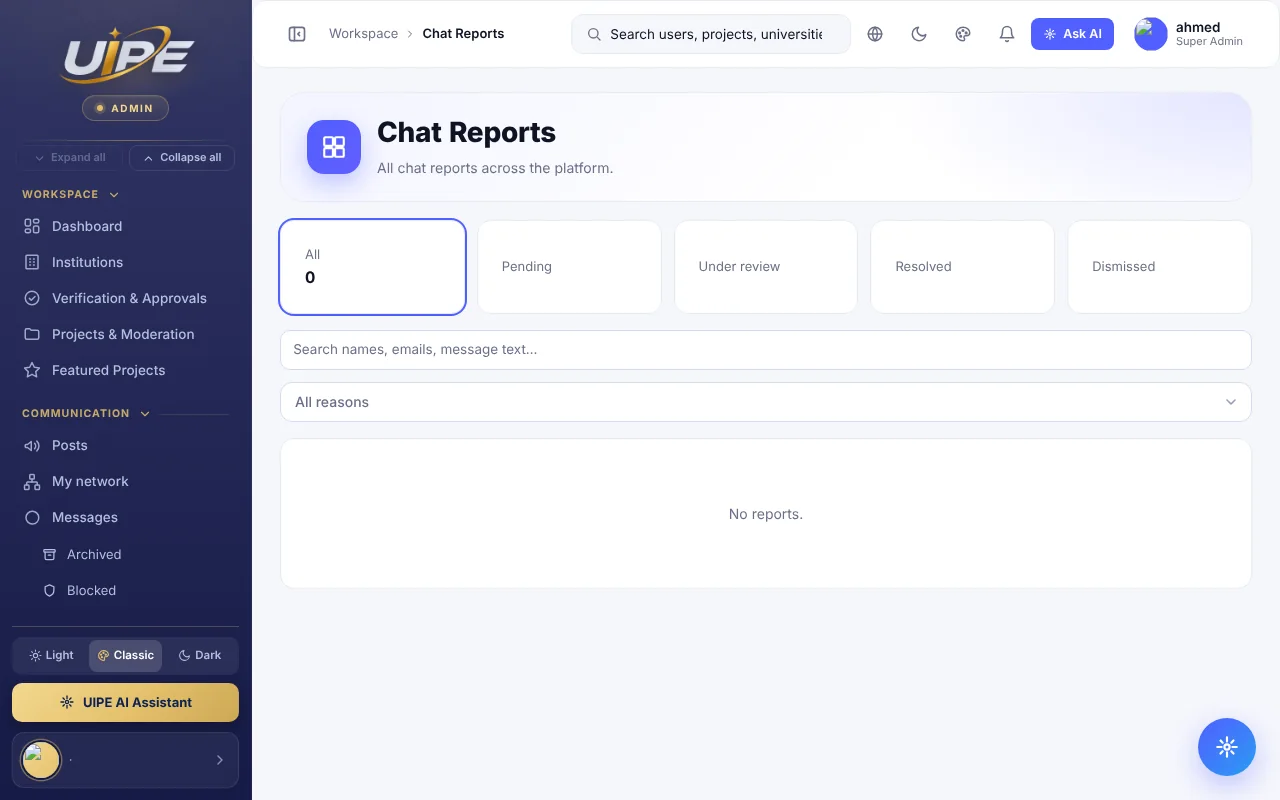 UIPE
ADMIN
Expand all
Collapse all
WORKSPACE
Dashboard
Institutions
Verification & Approvals
Projects & Moderation
Featured Projects
COMMUNICATION
Posts
My network
Messages
Archived
Blocked
Light
Classic
Dark
UIPE AI Assistant
Workspace
Chat Reports
Search users, projects, universitie
Ask AI
ahmed
Super Admin
Chat Reports
All chat reports across the platform.
All
0
Pending
Under review
Resolved
Dismissed
Search names, emails, message text...
All reasons
No reports.